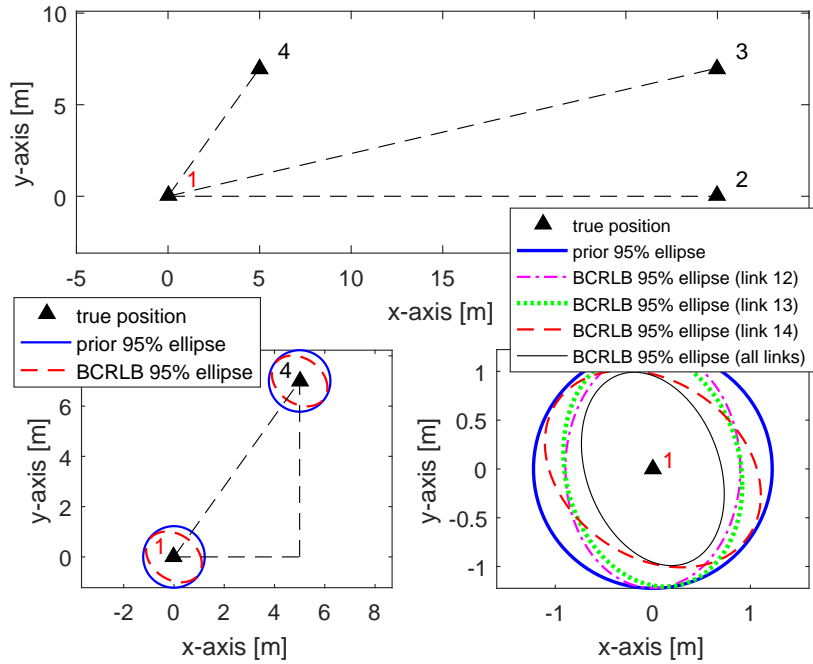 10
5
0
y-axis [m]
4
3
1
2
-5
0
5
10
15
x-axis [m]
true position
prior 95% ellipse
BCRLB 95% ellipse (link 12)
BCRLB 95% ellipse (link 13)
BCRLB 95% ellipse (link 14)
BCRLB 95% ellipse (all links)
true position
prior 95% ellipse
BCRLB 95% ellipse
6
4
2
0
y-axis [m]
4
1
-2
0
2
4
6
8
x-axis [m]
1
0.5
0
-0.5
-1
y-axis [m]
1
-1
0
1
x-axis [m]